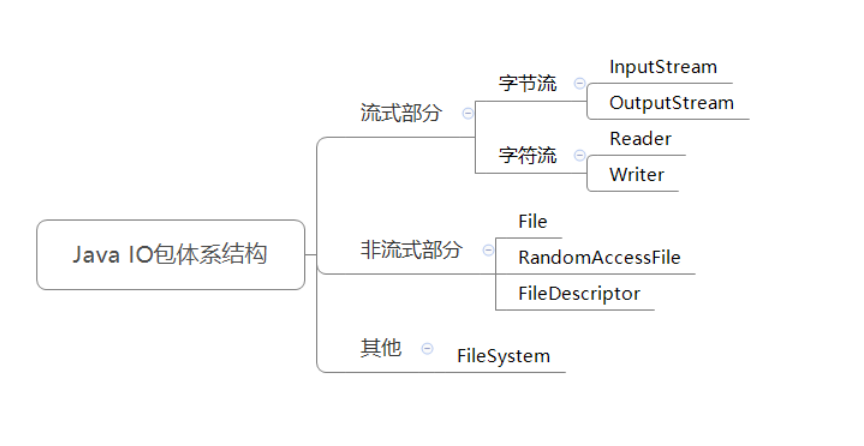 Java IO包体系结构
流式部分
字节流
InputStream
OutputStream
字符流
Reader
Writer
非流式部分
File
RandomAccessFile
FileDescriptor
其他
FileSystem